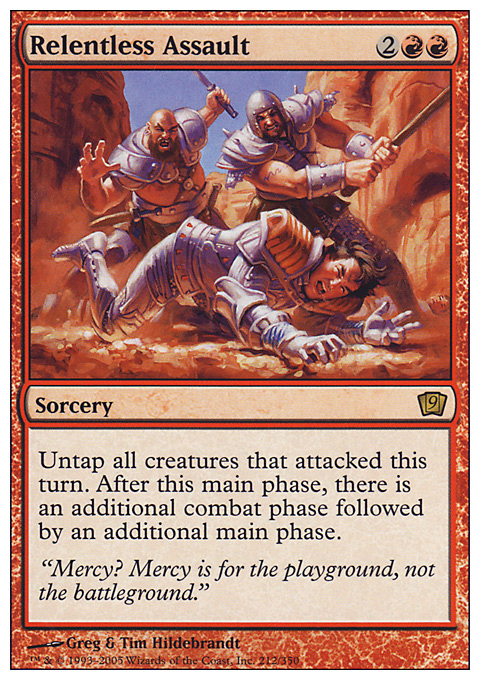 Relentless Assault 2
Sorcery 9
Untap all creatures that attacked this
turn. After this main phase, there is
an additional combat phase followed
by an additional main phase.
“Mercy? Mercy is for the playground, not
the battleground.”
Greg & Tim Hildebrandt
™ & © 1993–2005 Wizards of the Coast, Inc. 212/350